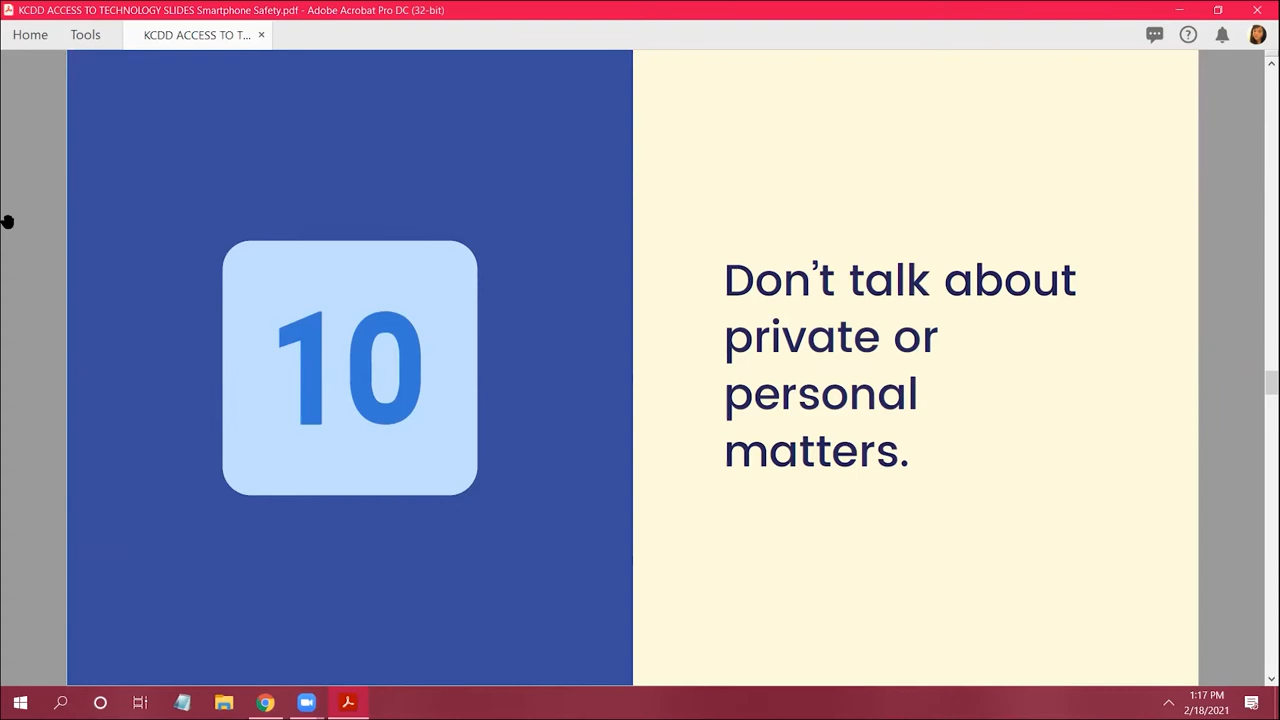 KCDD ACCESS TO TECHNOLOGY SLIDES Smartphone Safety.pdf - Adobe Acrobat Pro DC (32-bit)
Home
Tools
KCDD ACCESS TO T...
10
Don’t talk about
private or
personal
matters.
1:17 PM
2/18/2021